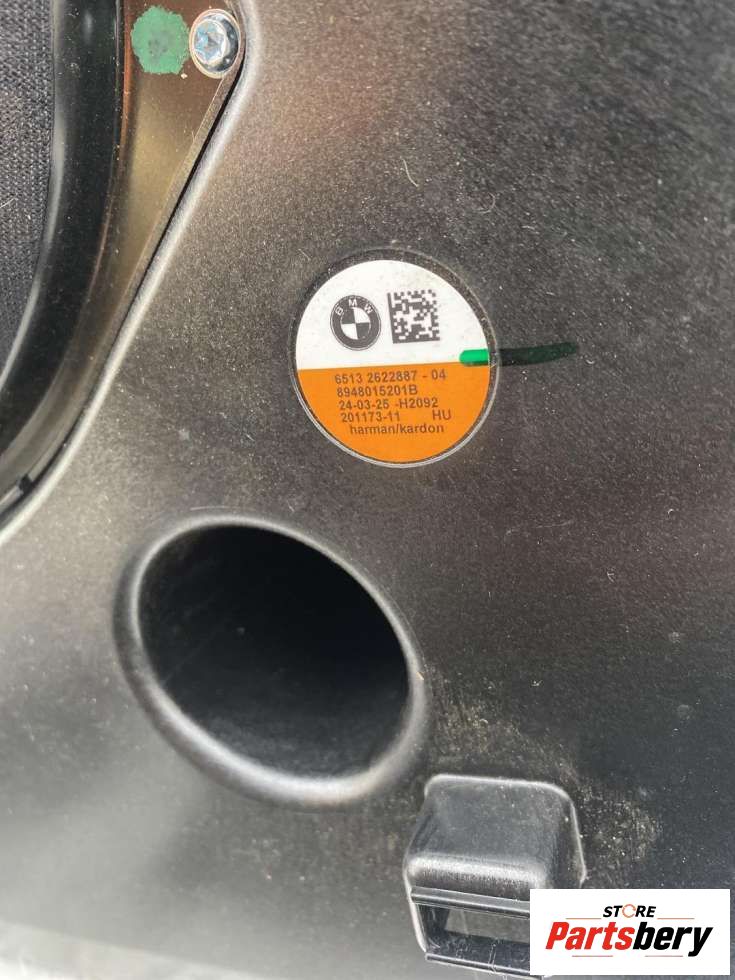 BMW
6513 2622887 - 04
8948015201B
24-03-25 -H2092
201173-11 HU
harman/kardon
STORE
Partsbery